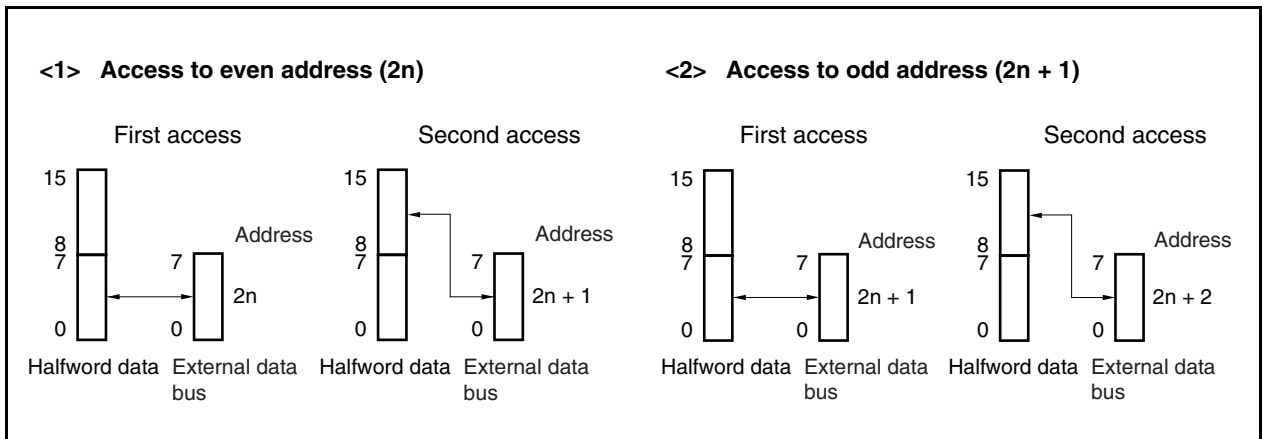 <1> Access to even address (2n)
First access
15
8
7
0
7
0
Address
2n
Halfword data
External data
bus
Second access
15
8
7
0
7
0
Address
2n + 1
Halfword data
External data
bus
<2> Access to odd address (2n + 1)
First access
15
8
7
0
7
0
Address
2n + 1
Halfword data
External data
bus
Second access
15
8
7
0
7
0
Address
2n + 2
Halfword data
External data
bus